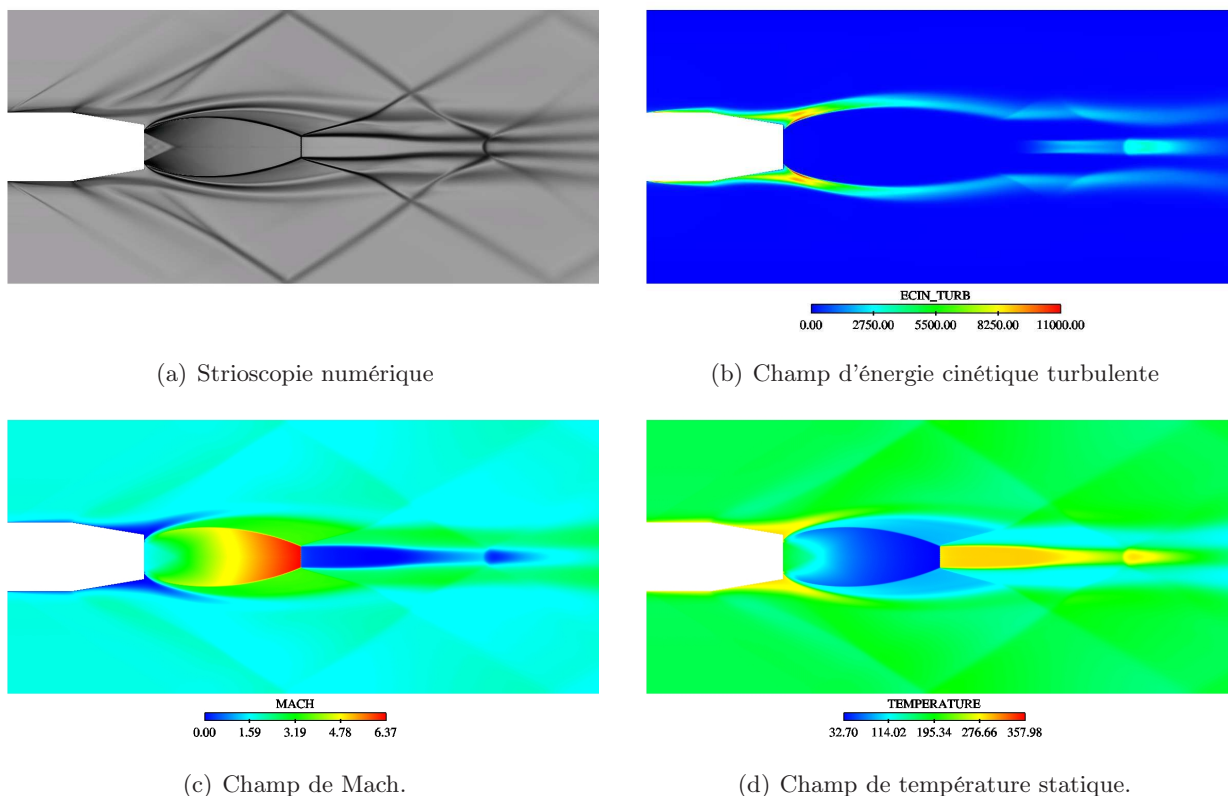 ECIN_TURB
0.00 2750.00 5500.00 8250.00 11000.00
(a) Strioscopie numérique
(b) Champ d'énergie cinétique turbulente
MACH
0.00 1.59 3.19 4.78 6.37
TEMPERATURE
32.70 114.02 195.34 276.66 357.98
(c) Champ de Mach.
(d) Champ de température statique.